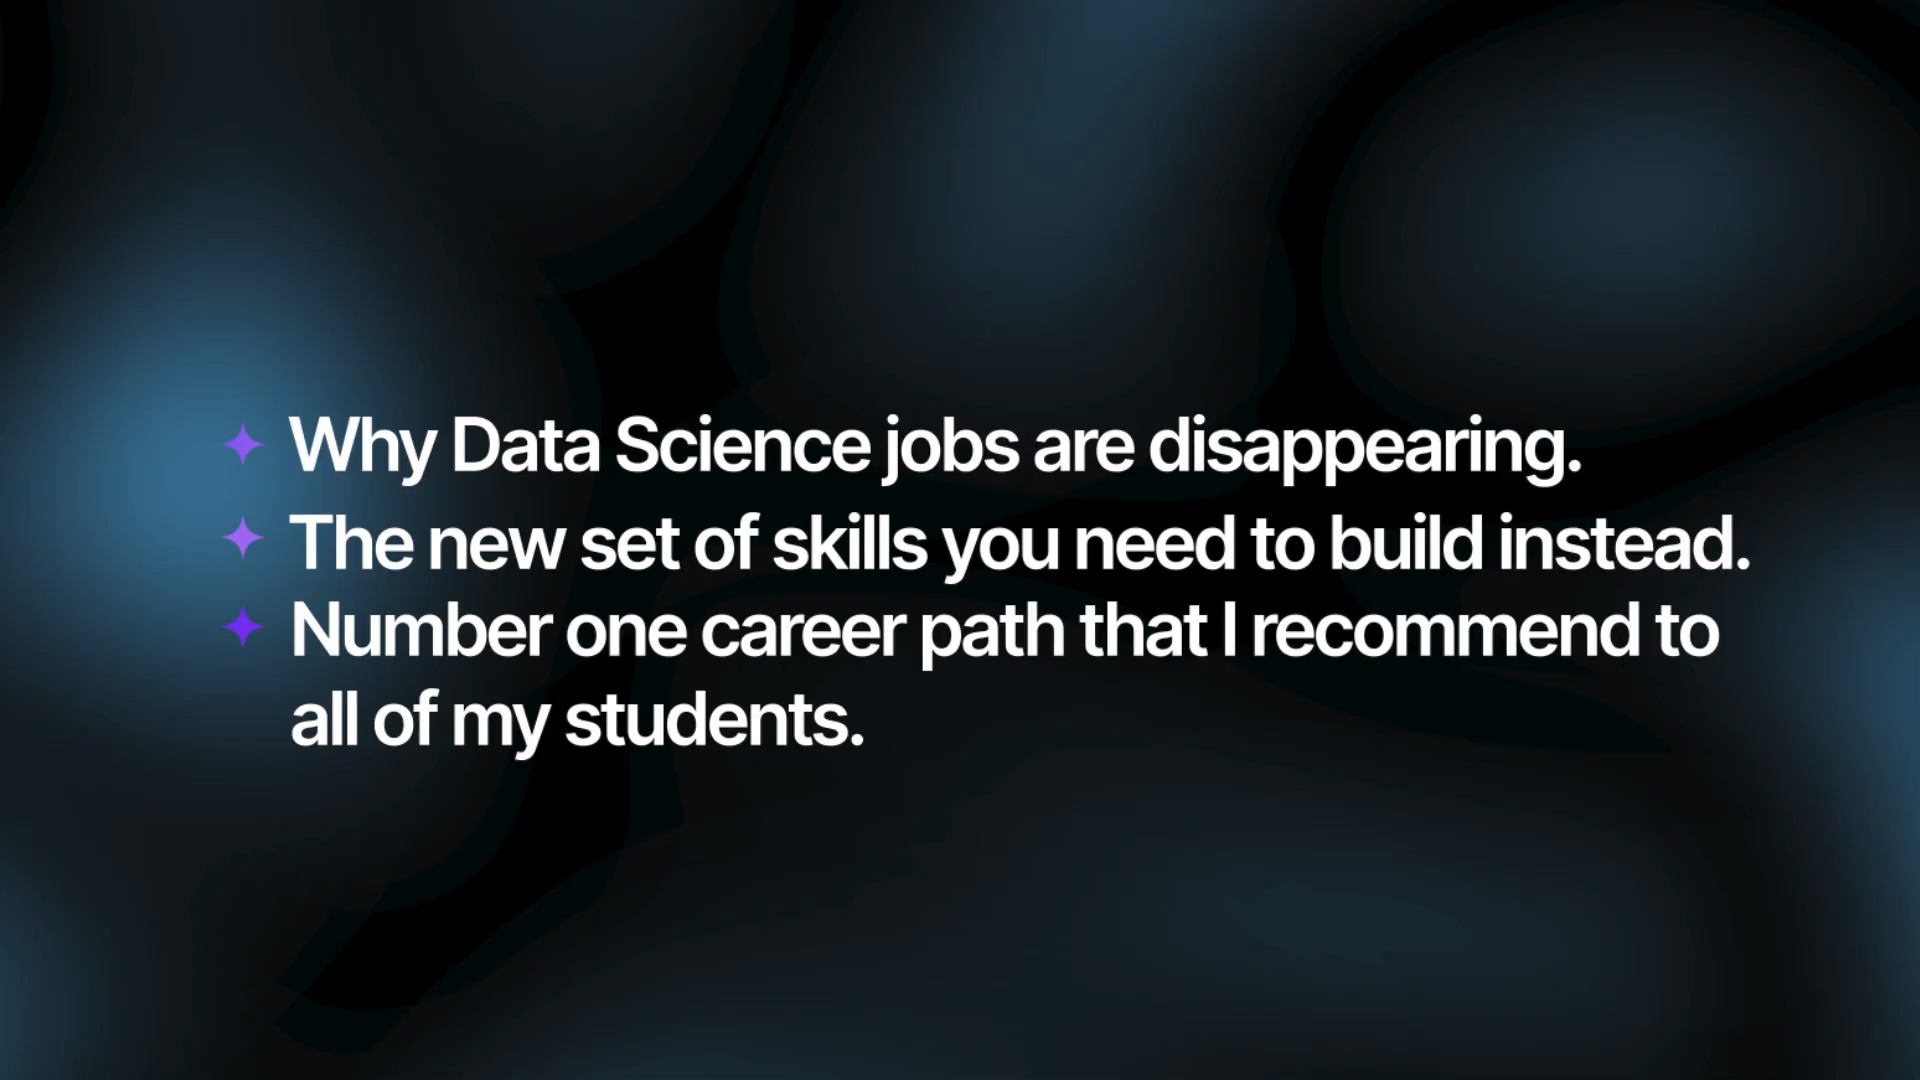 Why Data Science jobs are disappearing.
The new set of skills you need to build instead.
Number one career path that I recommend to
all of my students.